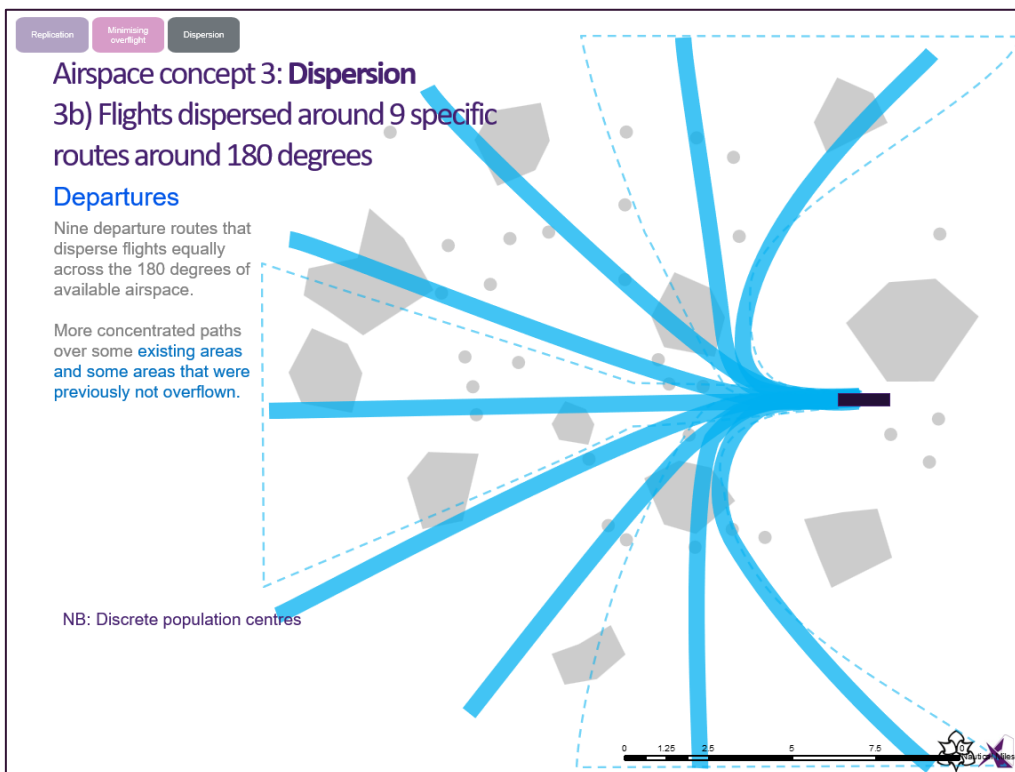 Replication
Minimising
overflight
Dispersion
Airspace concept 3: Dispersion
3b) Flights dispersed around 9 specific
routes around 180 degrees
Departures
Nine departure routes that
disperse flights equally
across the 180 degrees of
available airspace.
More concentrated paths
over some existing areas
and some areas that were
previously not overflown.
NB: Discrete population centres
0 1.25 2.5 5 7.5
Nautical Miles